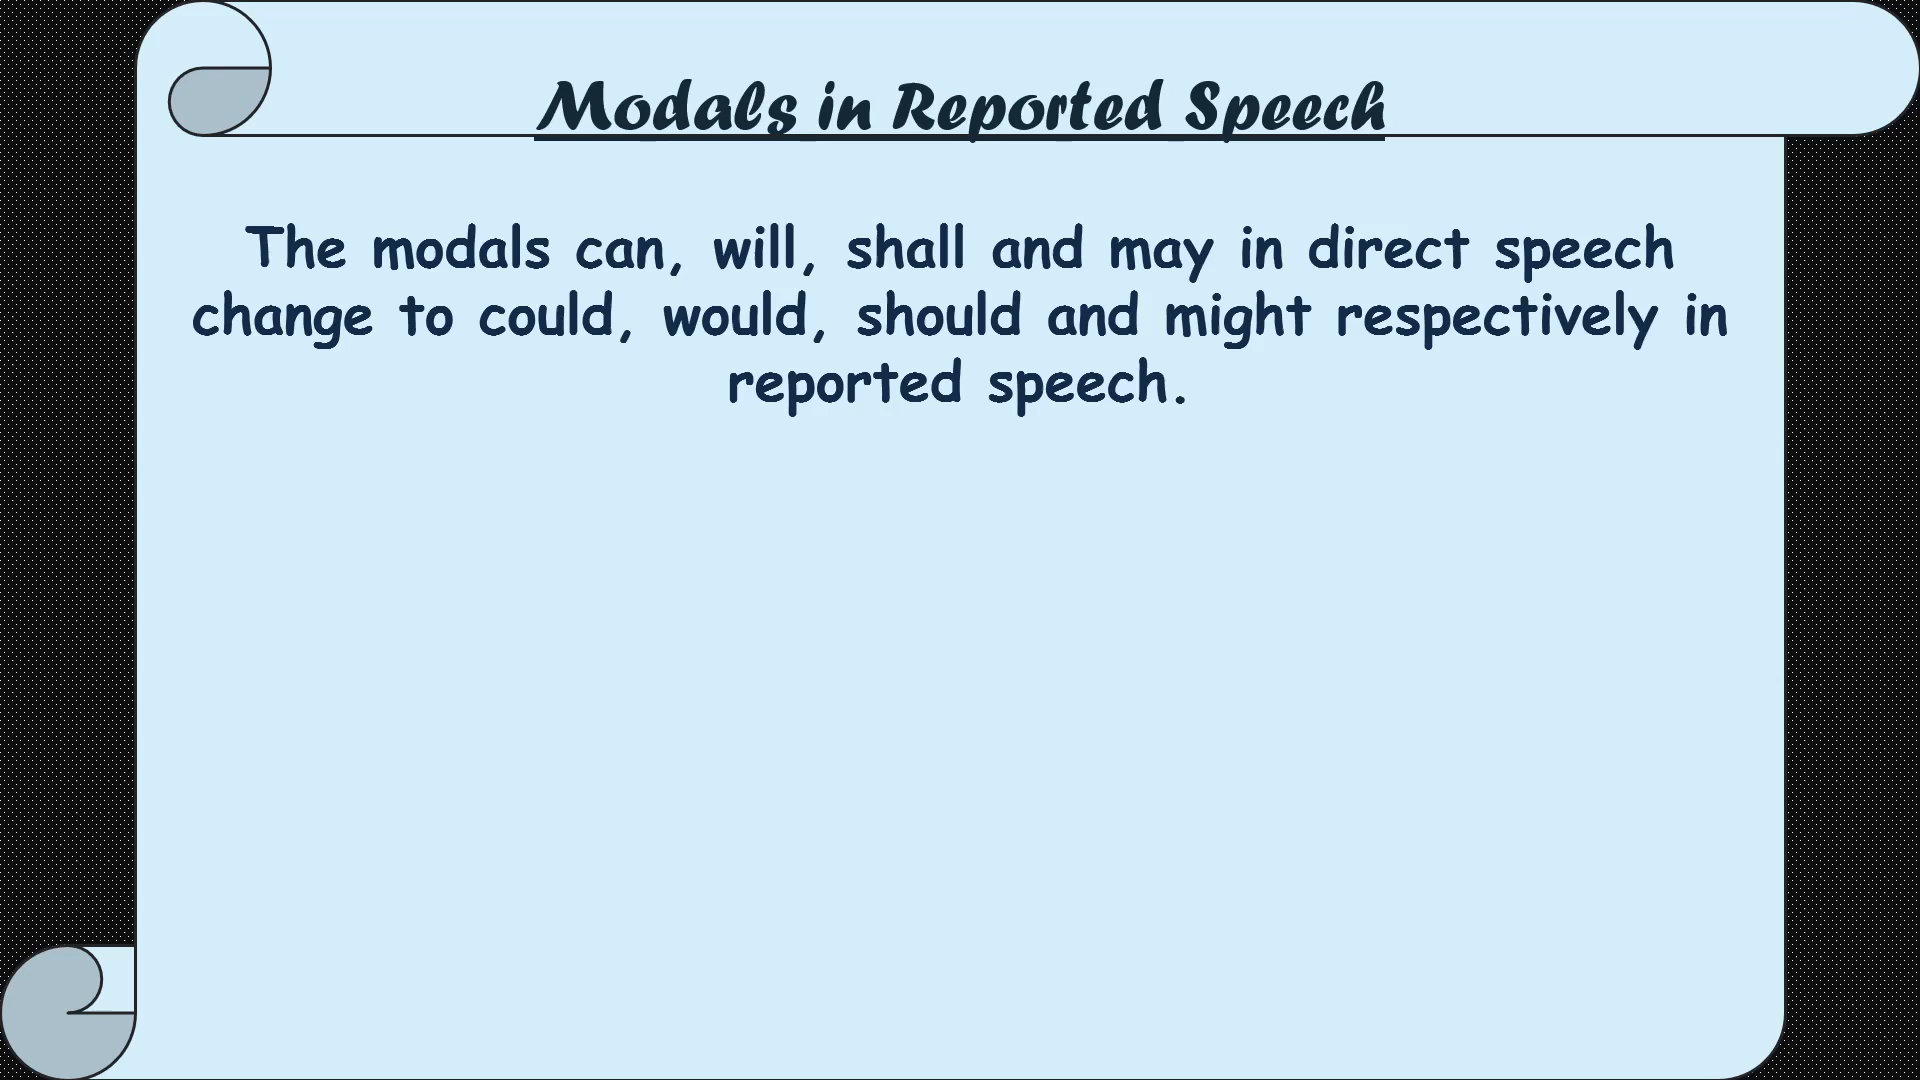 Modals in Reported Speech
The modals can, will, shall and may in direct speech
change to could, would, should and might respectively in
reported speech.